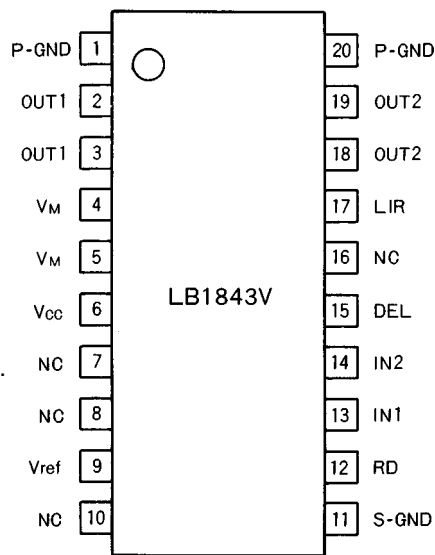 P-GND 1 20 P-GND
OUT1 2 19 OUT2
OUT1 3 18 OUT2
VM 4 17 LIR
VM 5 16 NC
LB1843V
VCC 6 15 DEL
NC 7 14 IN2
NC 8 13 IN1
Vref 9 12 RD
NC 10 11 S-GND